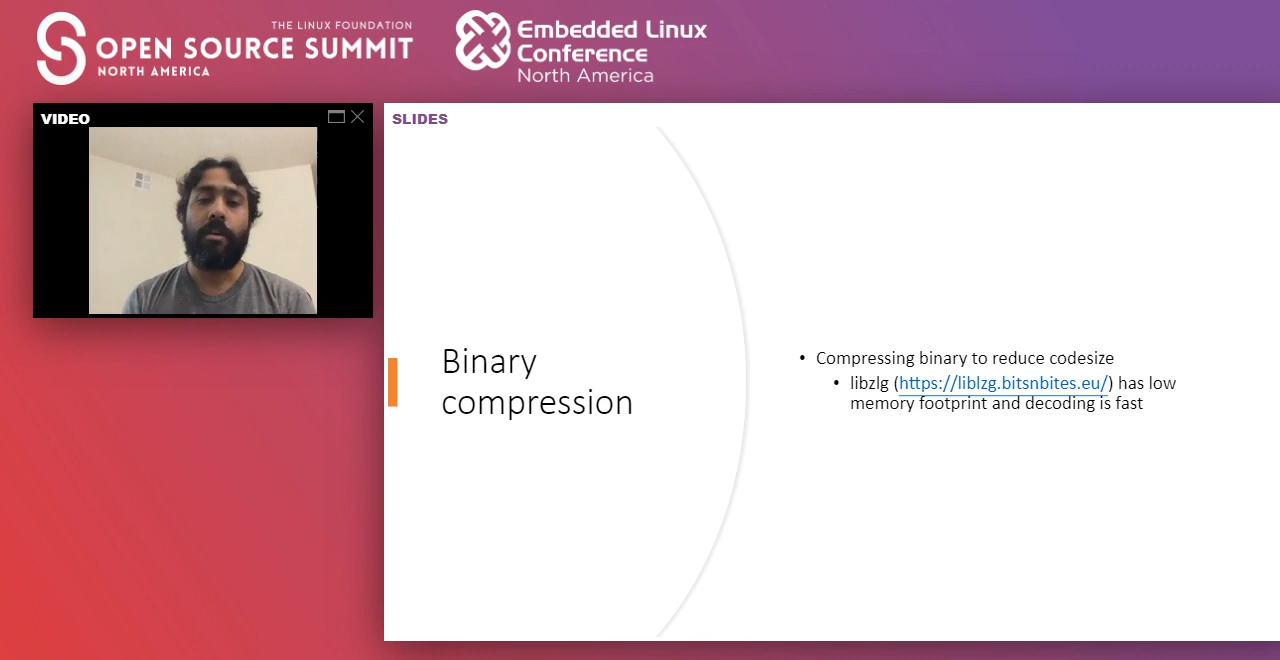 THE LINUX FOUNDATION
OPEN SOURCE SUMMIT
NORTH AMERICA
Embedded Linux
Conference
North America
VIDEO
SLIDES
Binary
compression
• Compressing binary to reduce codesize
• libzlg (https://liblzg.bitsnbites.eu/) has low
memory footprint and decoding is fast